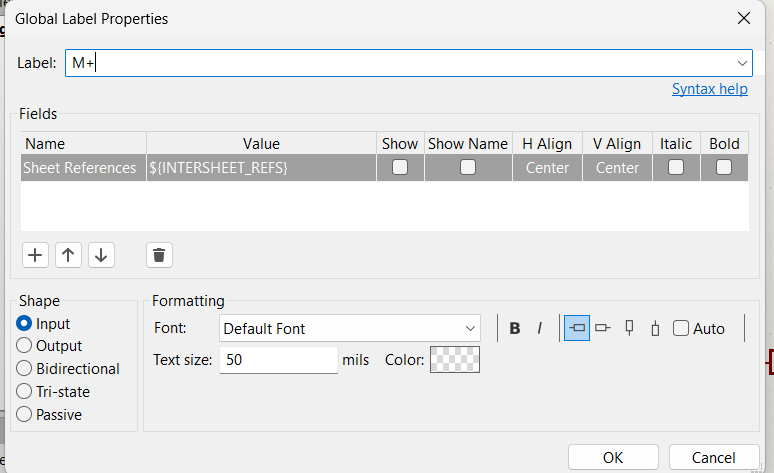 Global Label Properties
Label: M+
Syntax help
Fields
Name Value Show Show Name H Align V Align Italic Bold
Sheet References ${INTERSHEET_REFS} Center Center
Shape
Input
Output
Bidirectional
Tri-state
Passive
Formatting
Font: Default Font B I Auto
Text size: 50 mils Color:
OK Cancel